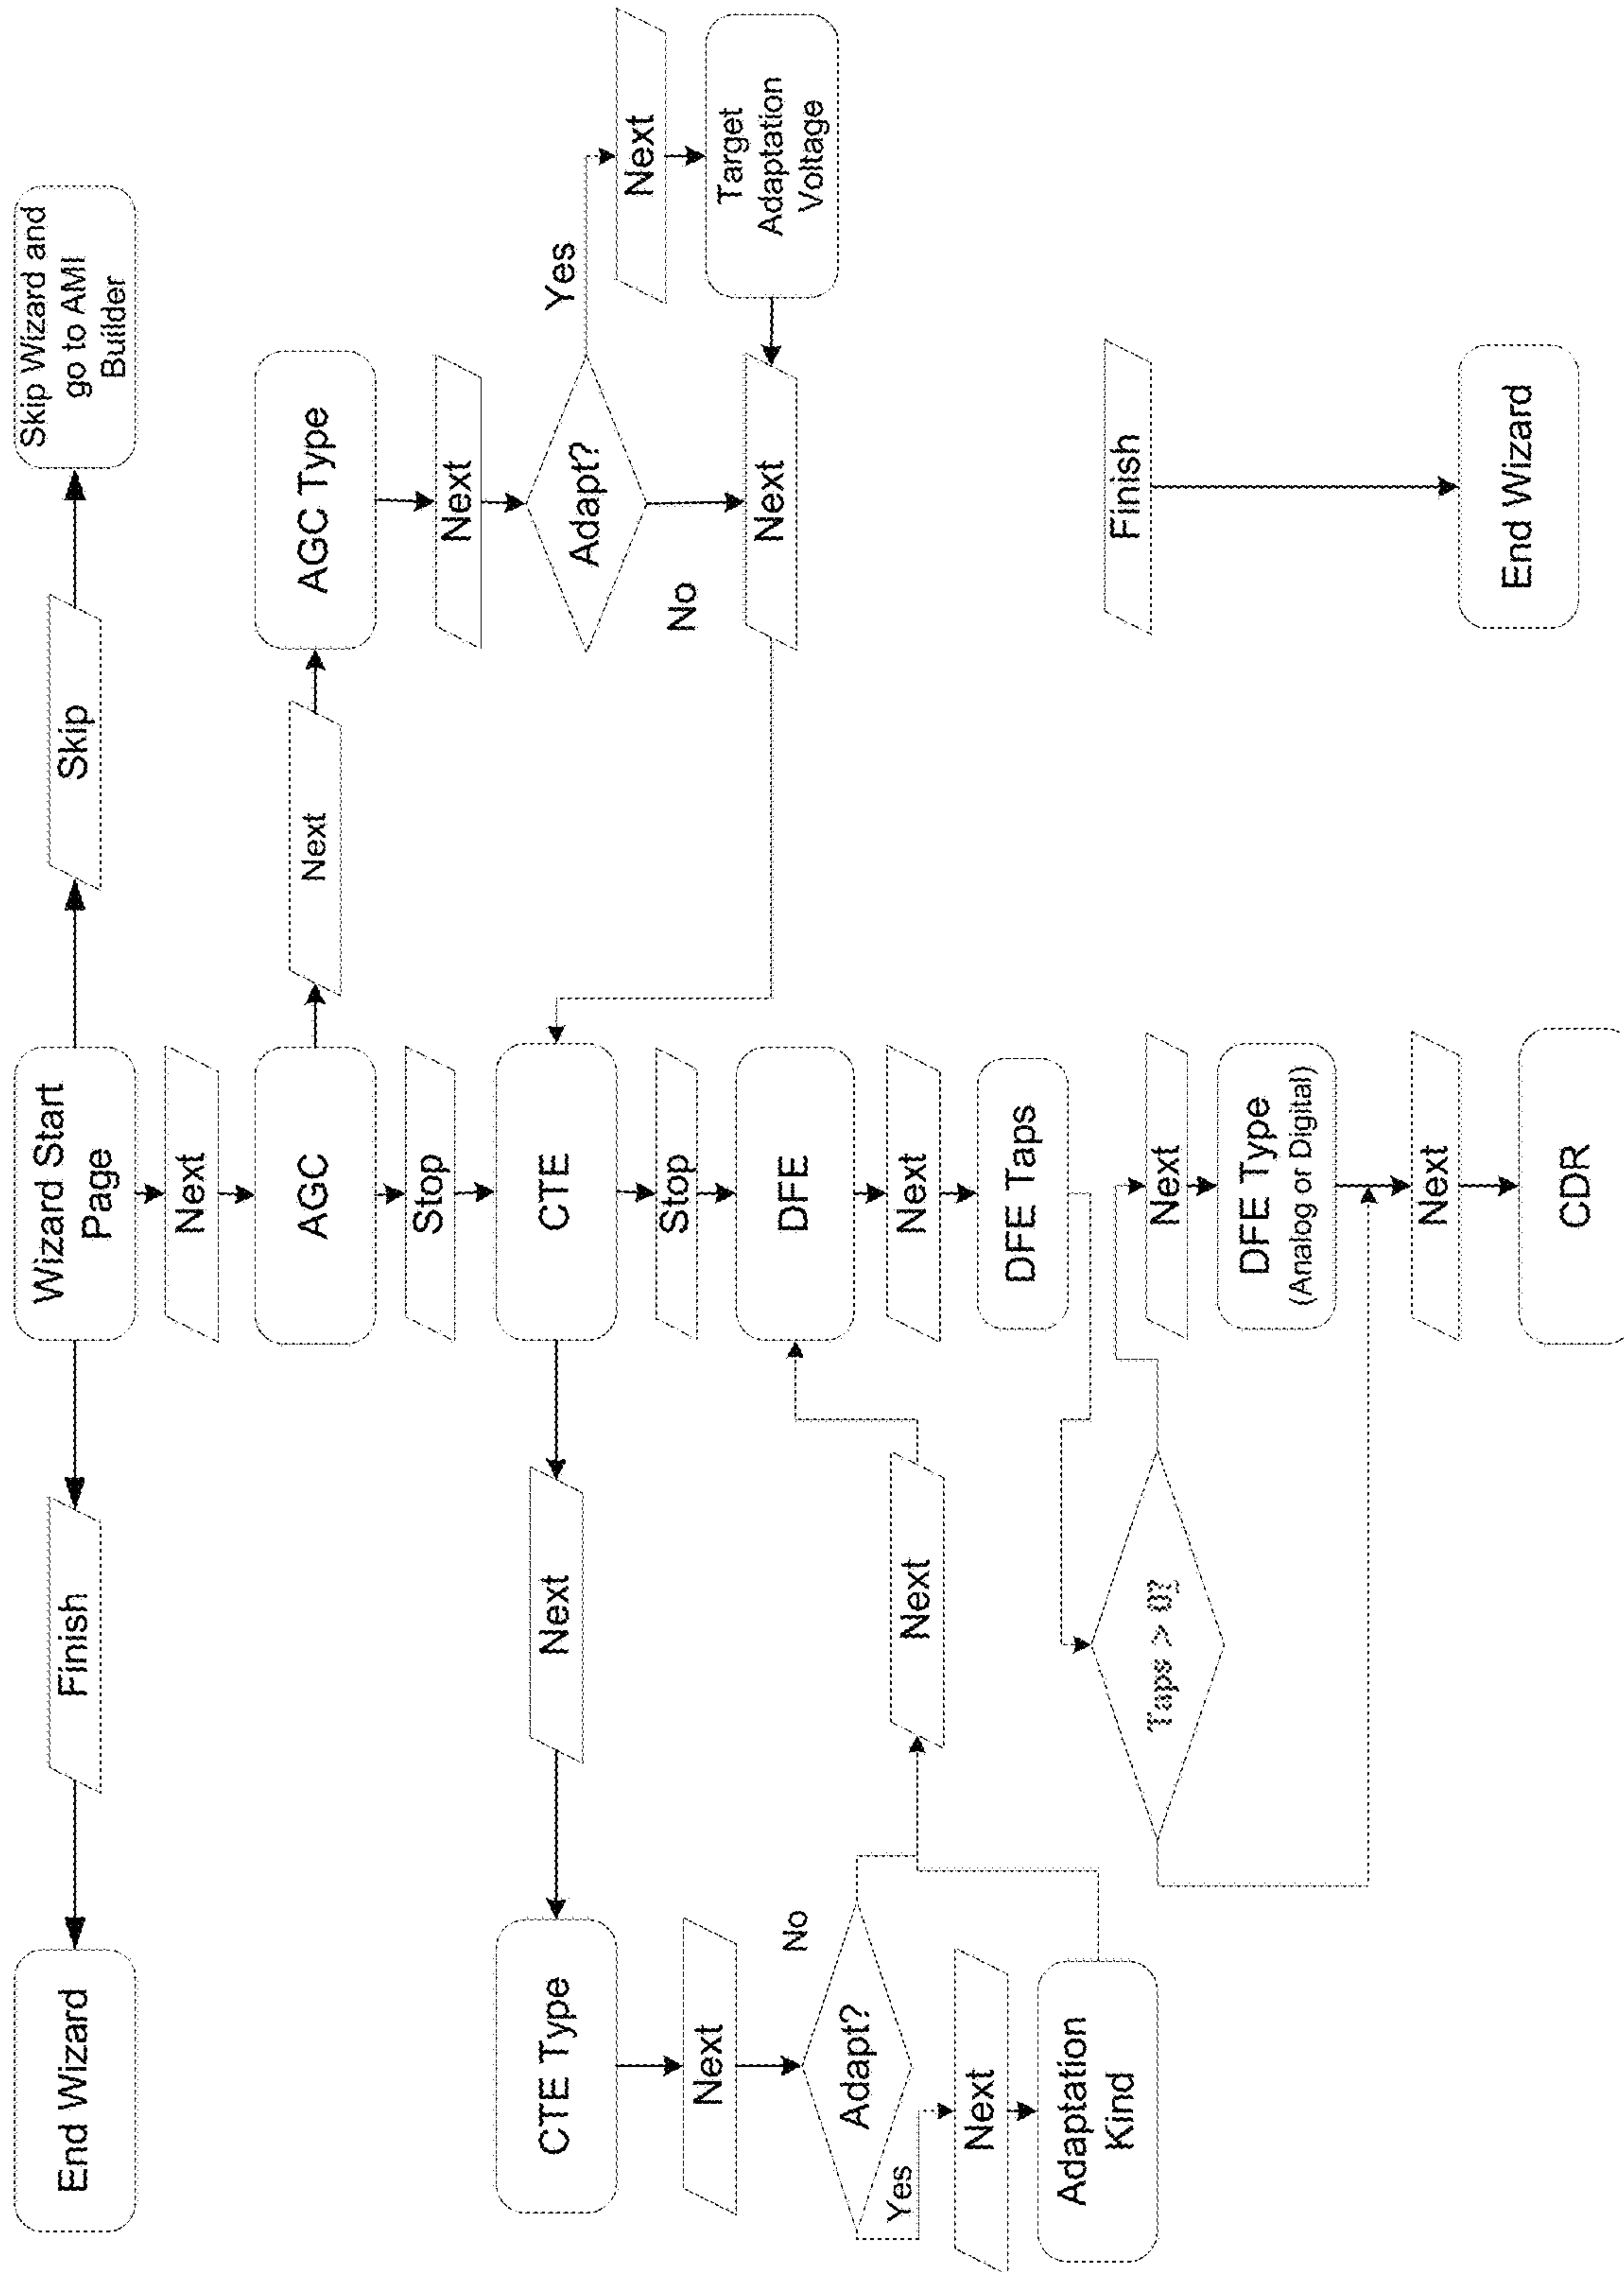 End Wizard
Finish
Wizard Start
Page
Skip
Skip Wizard and
go to AMI
Builder
Next
AGC
Next
AGC Type
Stop
Next
CTE Type
Next
CTE
Adapt?
Yes
No
Next
Target
Adaptation
Voltage
Next
Stop
Next
Adapt?
No
Yes
DFE
Next
Next
Next
Adaptation
Kind
DFE Taps
Taps > 0?
Next
DFE Type
(Analog or Digital)
Finish
Next
CDR
End Wizard